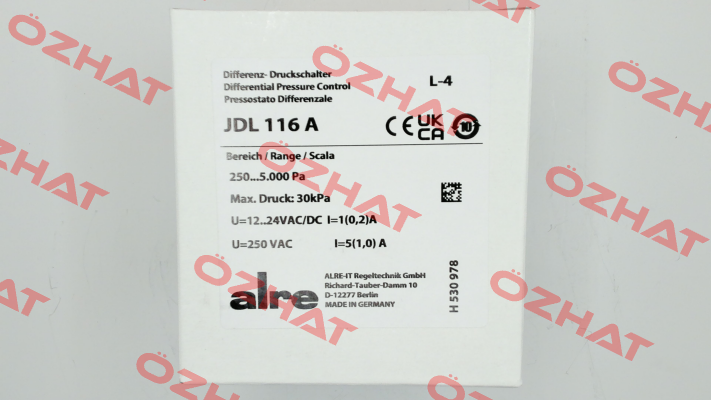 Differenz- Druckschalter
Differential Pressure Control
Pressostato Differenziale
L-4
JDL 116 A
CE UK CA 10
Bereich / Range / Scala
250...5.000 Pa
Max. Druck: 30kPa
U=12..24VAC/DC I=1(0,2)A
U=250 VAC I=5(1,0) A
alre
ALRE-IT Regeltechnik GmbH
Richard-Tauber-Damm 10
D-12277 Berlin
MADE IN GERMANY
H 530 978
ÖZHAT
ÖZHAT
ÖZHAT
ÖZHAT
ÖZHAT
ÖZHAT
ÖZHAT
ÖZHAT
ÖZHAT
ÖZHAT
ÖZHAT